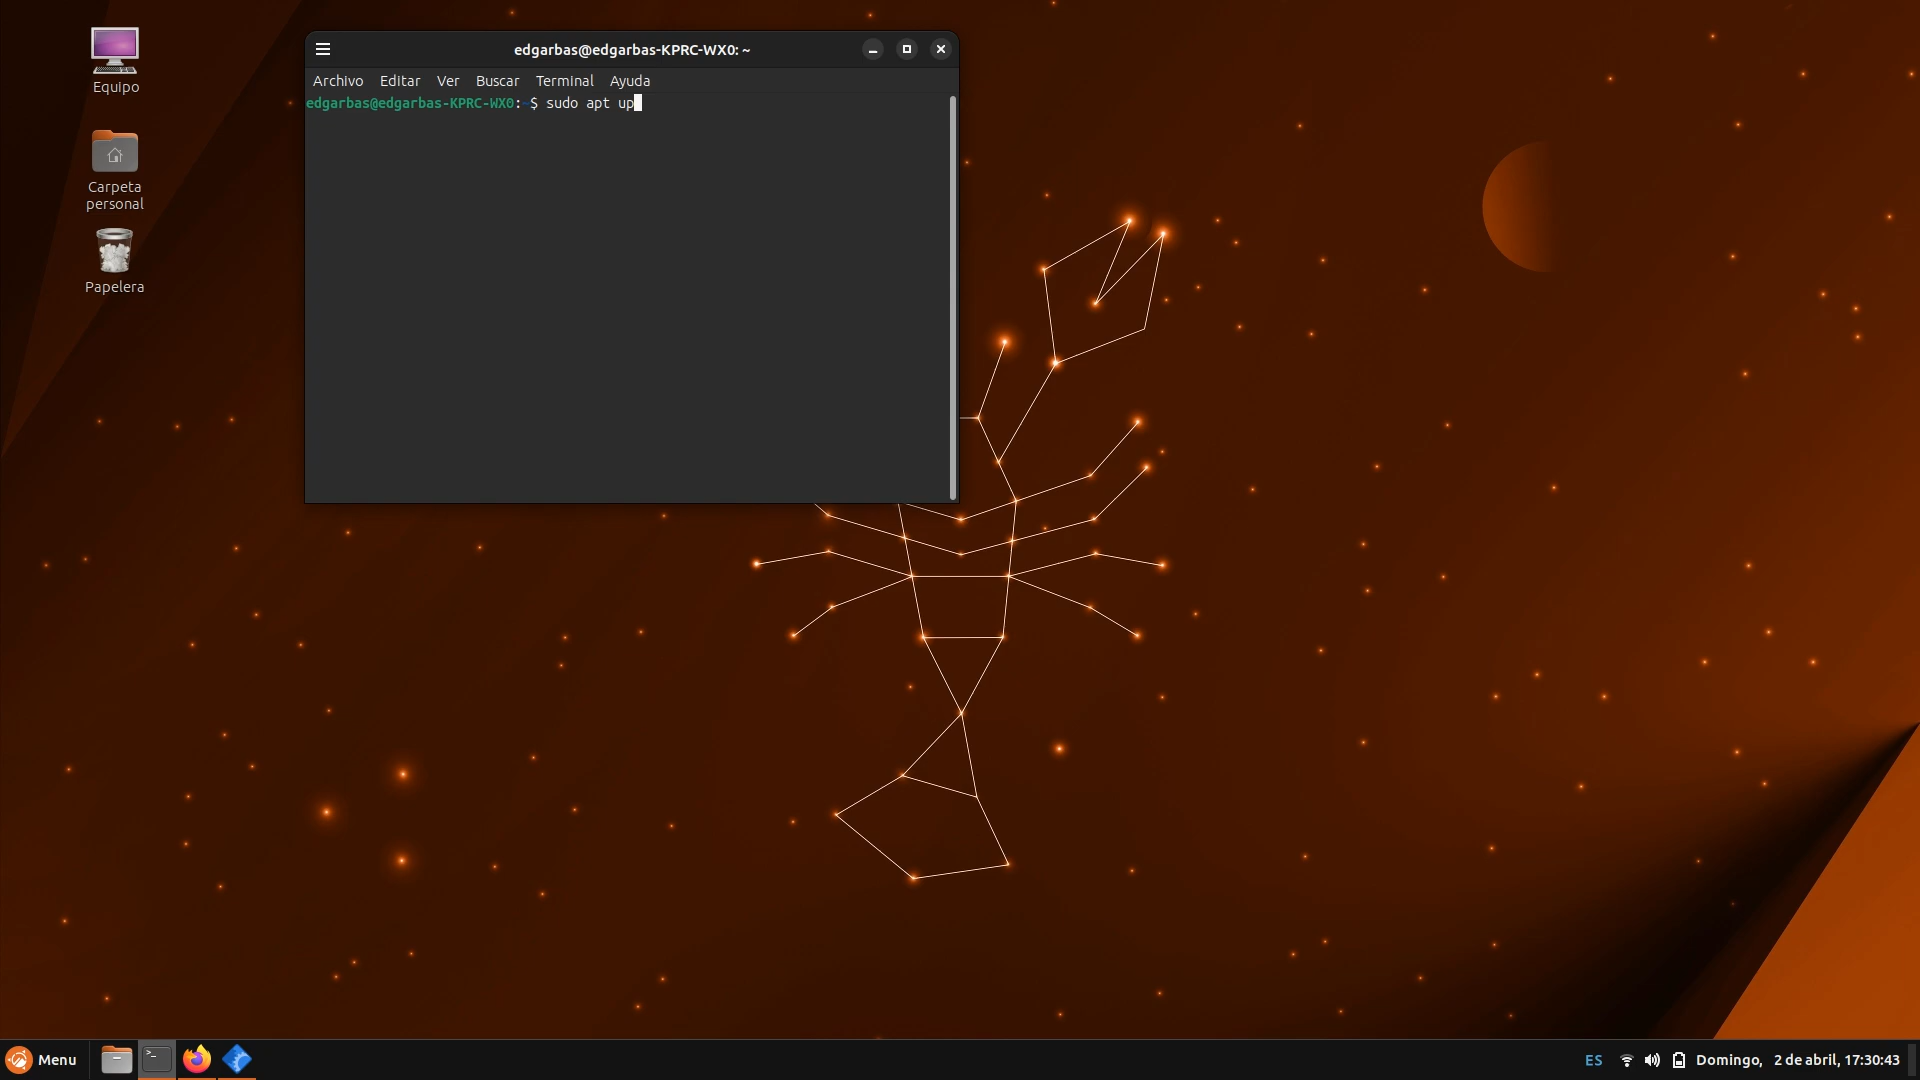 Equipo
Carpeta
personal
Papelera
edgarbas@edgarbas-KPRC-WX0: ~
Archivo Editar Ver Buscar Terminal Ayuda
edgarbas@edgarbas-KPRC-WX0:~$ sudo apt up
Menu
>_
ES
Domingo, 2 de abril, 17:30:43